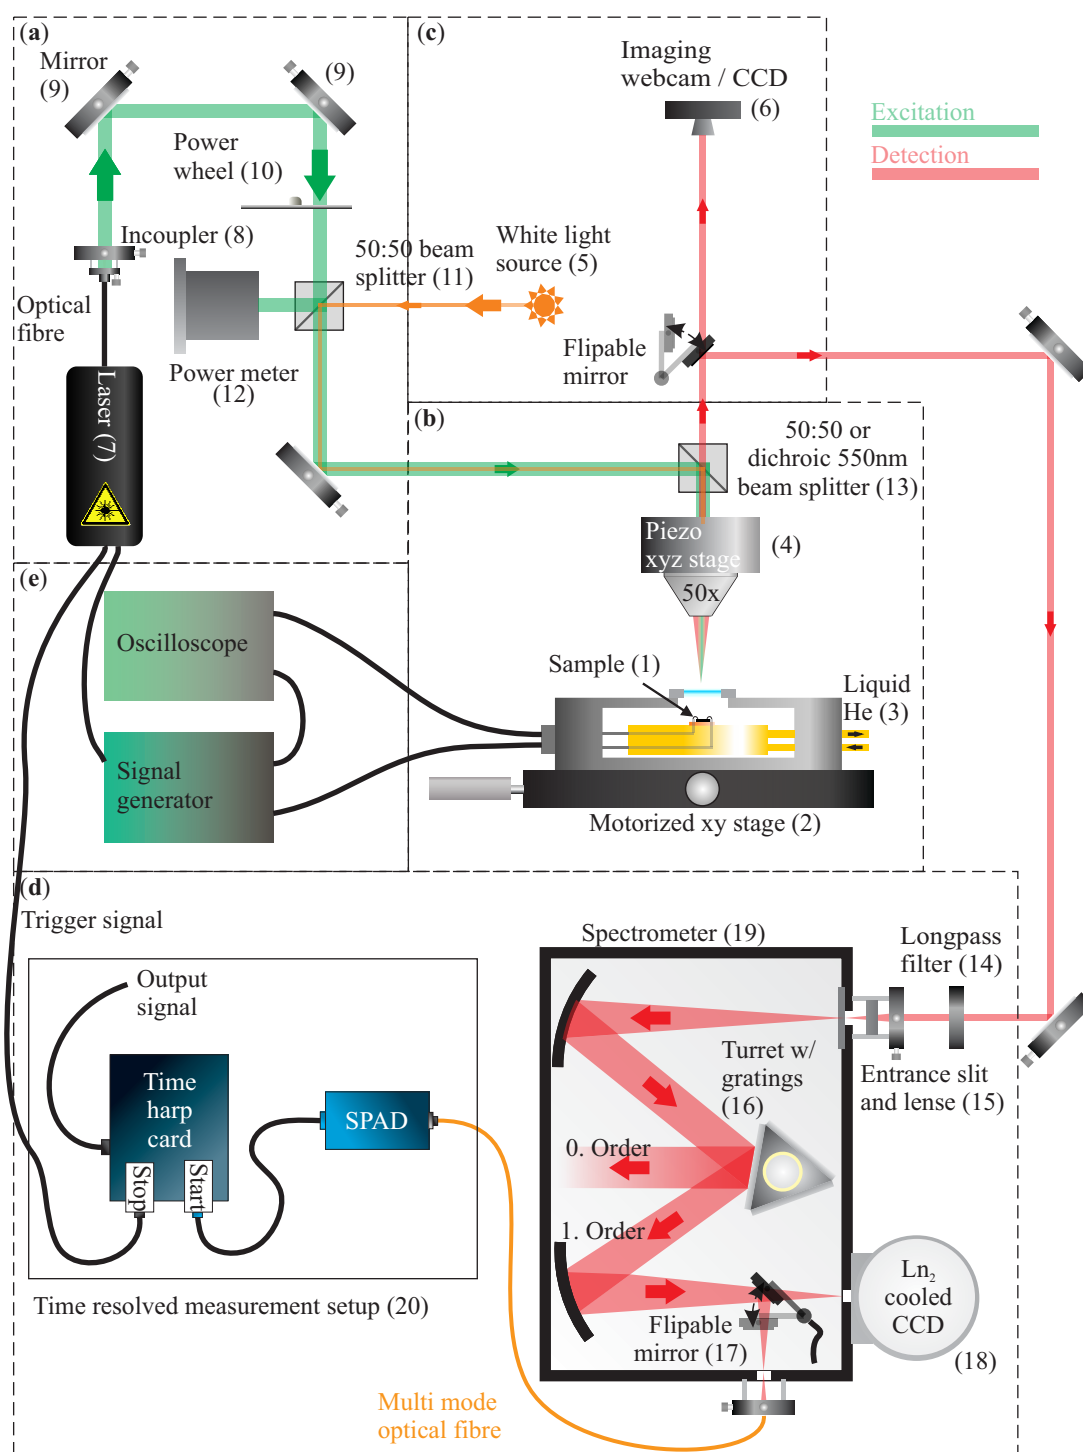 (a)
Mirror
(9)
(9)
Power
wheel (10)
Incoupler (8)
Optical
fibre
50:50 beam
splitter (11)
White light
source (5)
Power meter
(12)
Laser (7)
(c)
Imaging
webcam / CCD
(6)
Flipable
mirror
Excitation
Detection
(b)
50:50 or
dichroic 550nm
beam splitter (13)
Piezo
xyz stage
(4)
50x
Sample (1)
Liquid
He (3)
Motorized xy stage (2)
(e)
Oscilloscope
Signal
generator
(d)
Trigger signal
Output
signal
Time
harp
card
Stop
Start
SPAD
Time resolved measurement setup (20)
Spectrometer (19)
Longpass
filter (14)
Entrance slit
and lense (15)
Turret w/
gratings
(16)
0. Order
1. Order
Flipable
mirror (17)
Ln₂
cooled
CCD
(18)
Multi mode
optical fibre